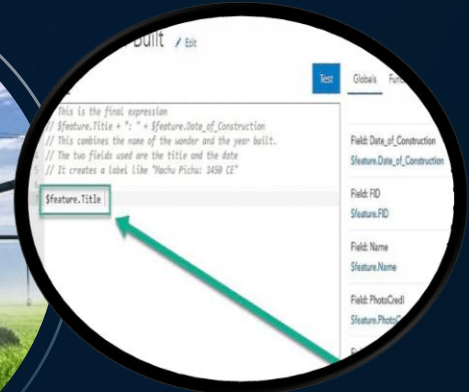 Built Edit
Test Globals
This is the final expression
// $feature.Title + ": " + $feature.Date_of_Construction
// This combines the name of the wonder and the year built.
// The two fields used are the title and the date
// It creates a label like "Machu Pichu: 1450 CE"
$feature.Title
Field: Date_of_Construction
$feature.Date_of_Construction
Field: FID
$feature.FID
Field: Name
$feature.Name
Field: PhotoCredi